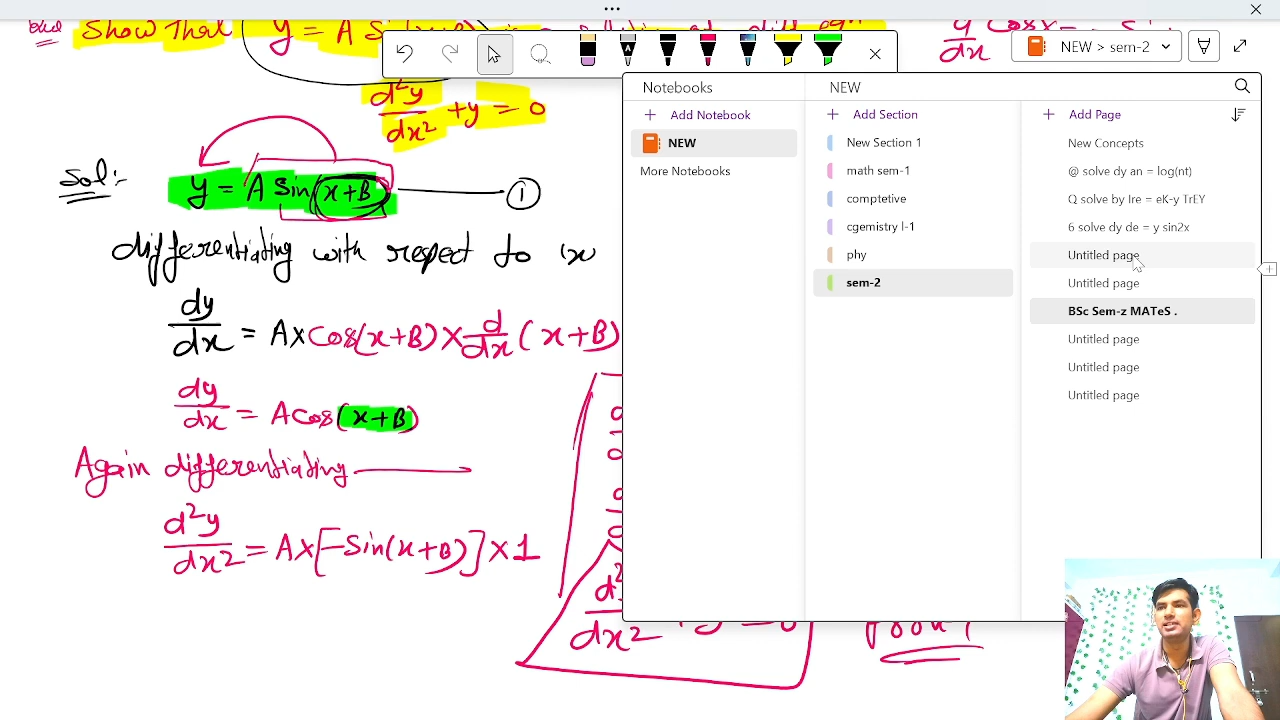 Show That y = A Si
d²y/dx² + y = 0
y/dx Cosx
NEW > sem-2
Notebooks
NEW
+ Add Notebook
+ Add Section
+ Add Page
NEW
More Notebooks
New Section 1
math sem-1
comptetive
cgemistry l-1
phy
sem-2
New Concepts
@ solve dy an = log(nt)
Q Solve by Ire = eK-y TrEY
6 solve dy de = y sin2x
Untitled page
Untitled page
BSc Sem-z MATeS .
Untitled page
Untitled page
Untitled page
Sol:-
y = A Sin(x+B) ①
differentiating with respect to 'x
dy/dx = A×Cos(x+B)×d/dx(x+B)
dy/dx = ACos(x+B)
Again differentiating
d²y/dx² = A×[-Sin(x+B)]×1
d²y/dx² + y = 0